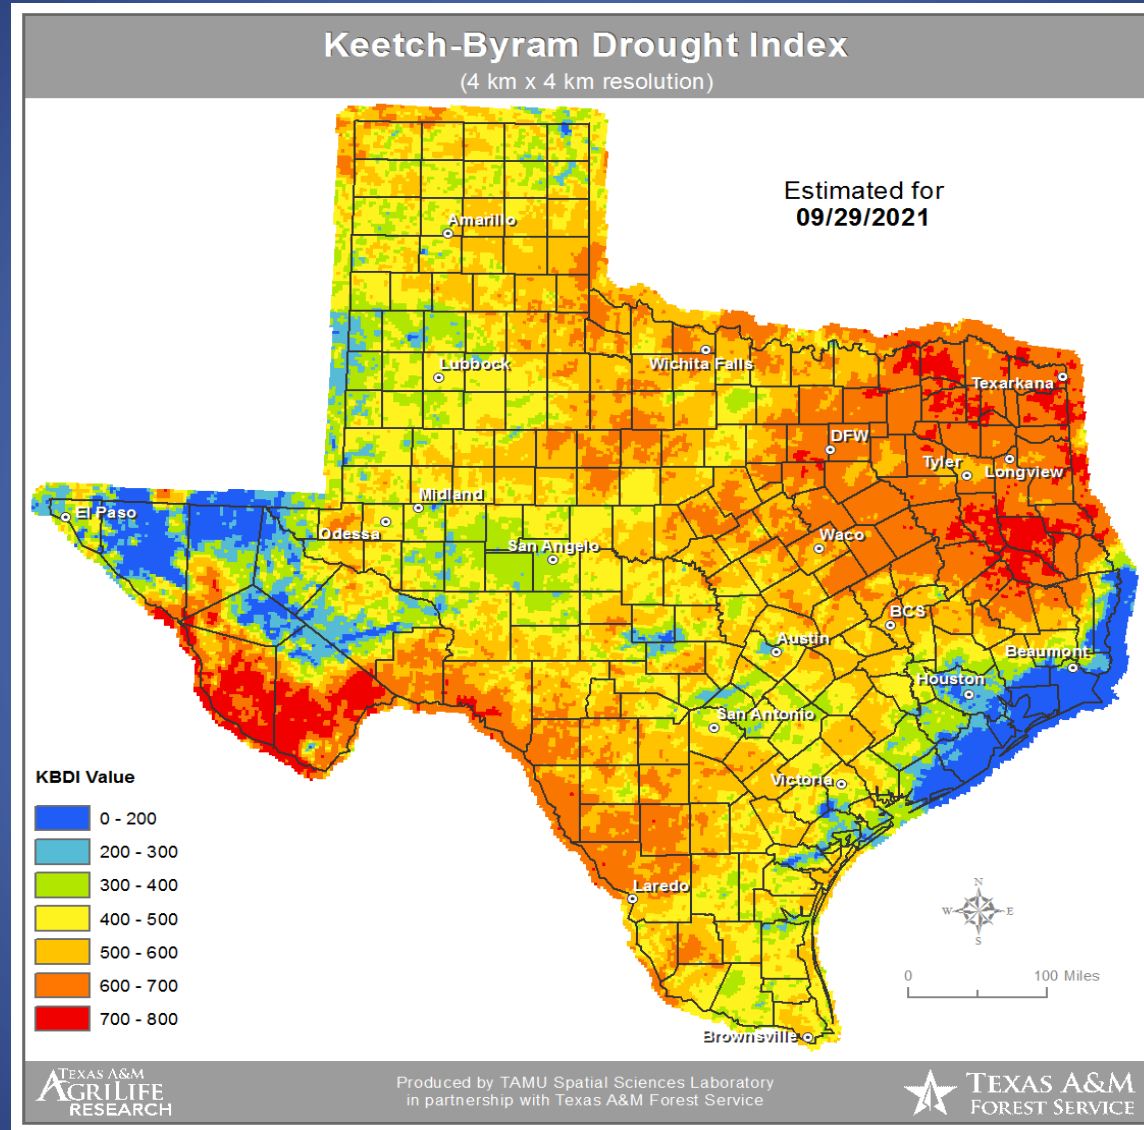 Keetch-Byram Drought Index
(4 km x 4 km resolution)
Estimated for
09/29/2021
Amarillo
Lubbock
Wichita Falls
Texarkana
DFW
Tyler
Longview
Midland
El Paso
Odessa
San Angelo
Waco
BCS
Austin
Beaumont
Houston
San Antonio
Victoria
Laredo
Brownsville
KBDI Value
0 - 200
200 - 300
300 - 400
400 - 500
500 - 600
600 - 700
700 - 800
N
W E
S
0 100 Miles
TEXAS A&M
AGRILIFE
RESEARCH
Produced by TAMU Spatial Sciences Laboratory
in partnership with Texas A&M Forest Service
TEXAS A&M
FOREST SERVICE